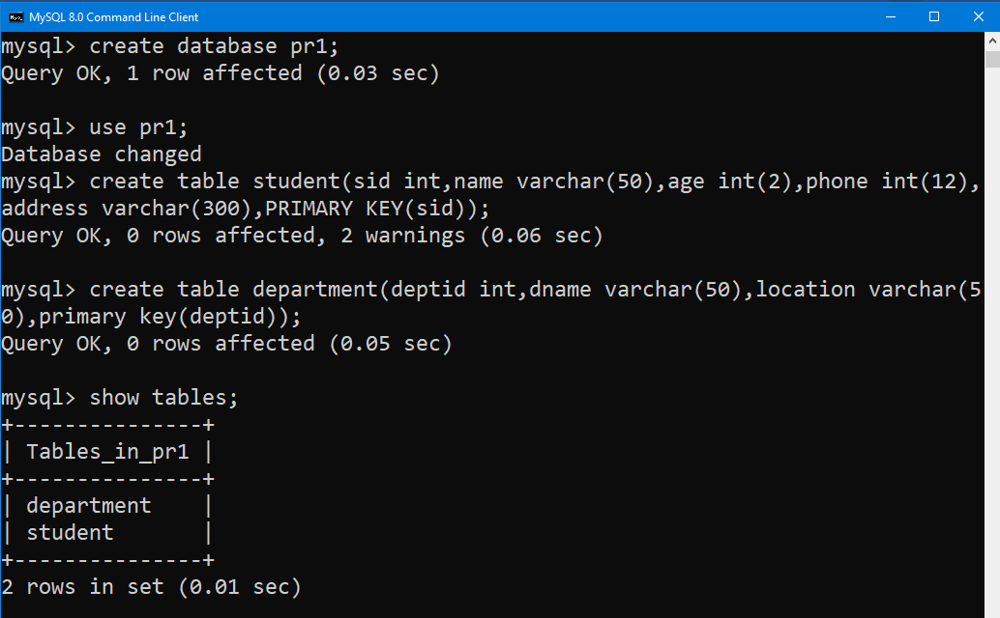 MySQL 8.0 Command Line Client
mysql> create database pr1;
Query OK, 1 row affected (0.03 sec)
mysql> use pr1;
Database changed
mysql> create table student(sid int,name varchar(50),age int(2),phone int(12),
address varchar(300),PRIMARY KEY(sid));
Query OK, 0 rows affected, 2 warnings (0.06 sec)
mysql> create table department(deptid int,dname varchar(50),location varchar(5
0),primary key(deptid));
Query OK, 0 rows affected (0.05 sec)
mysql> show tables;
+---------------+
| Tables_in_pr1 |
+---------------+
| department    |
| student       |
+---------------+
2 rows in set (0.01 sec)